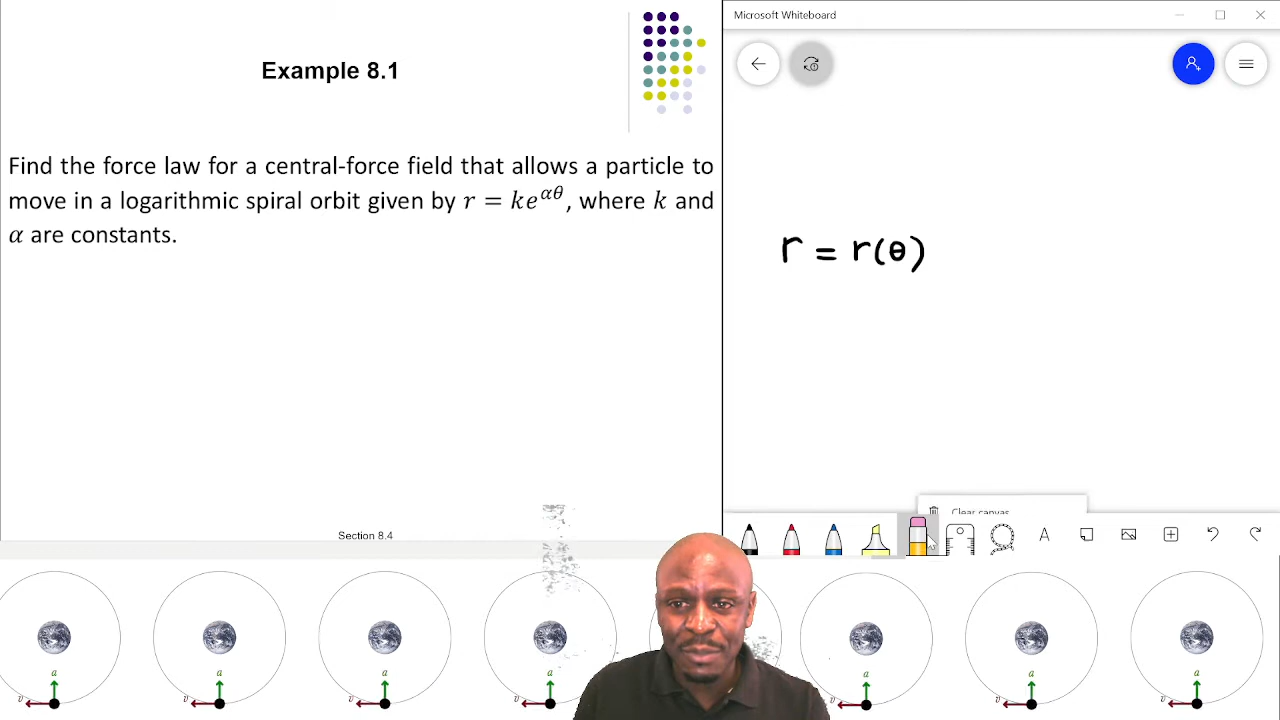 Example 8.1
Find the force law for a central-force field that allows a particle to
move in a logarithmic spiral orbit given by r = ke^{αθ}, where k and
α are constants.
Section 8.4
Microsoft Whiteboard
r = r(θ)
Clear canvas
A
a
v
a
v
a
v
a
a
v
a
v
a
v